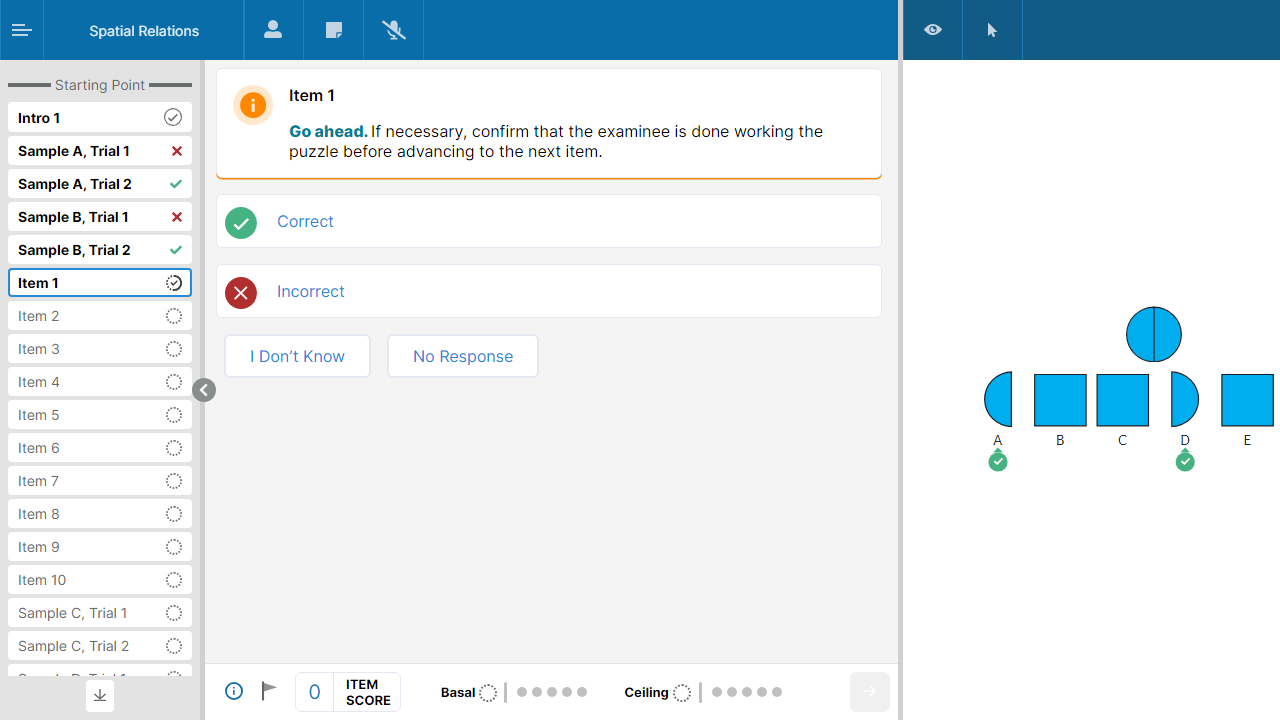 Spatial Relations
Starting Point
Intro 1
Sample A, Trial 1
Sample A, Trial 2
Sample B, Trial 1
Sample B, Trial 2
Item 1
Item 2
Item 3
Item 4
Item 5
Item 6
Item 7
Item 8
Item 9
Item 10
Sample C, Trial 1
Sample C, Trial 2
Item 1
Go ahead. If necessary, confirm that the examinee is done working the
puzzle before advancing to the next item.
Correct
Incorrect
I Don’t Know
No Response
0
ITEM
SCORE
Basal
Ceiling
A B C D E